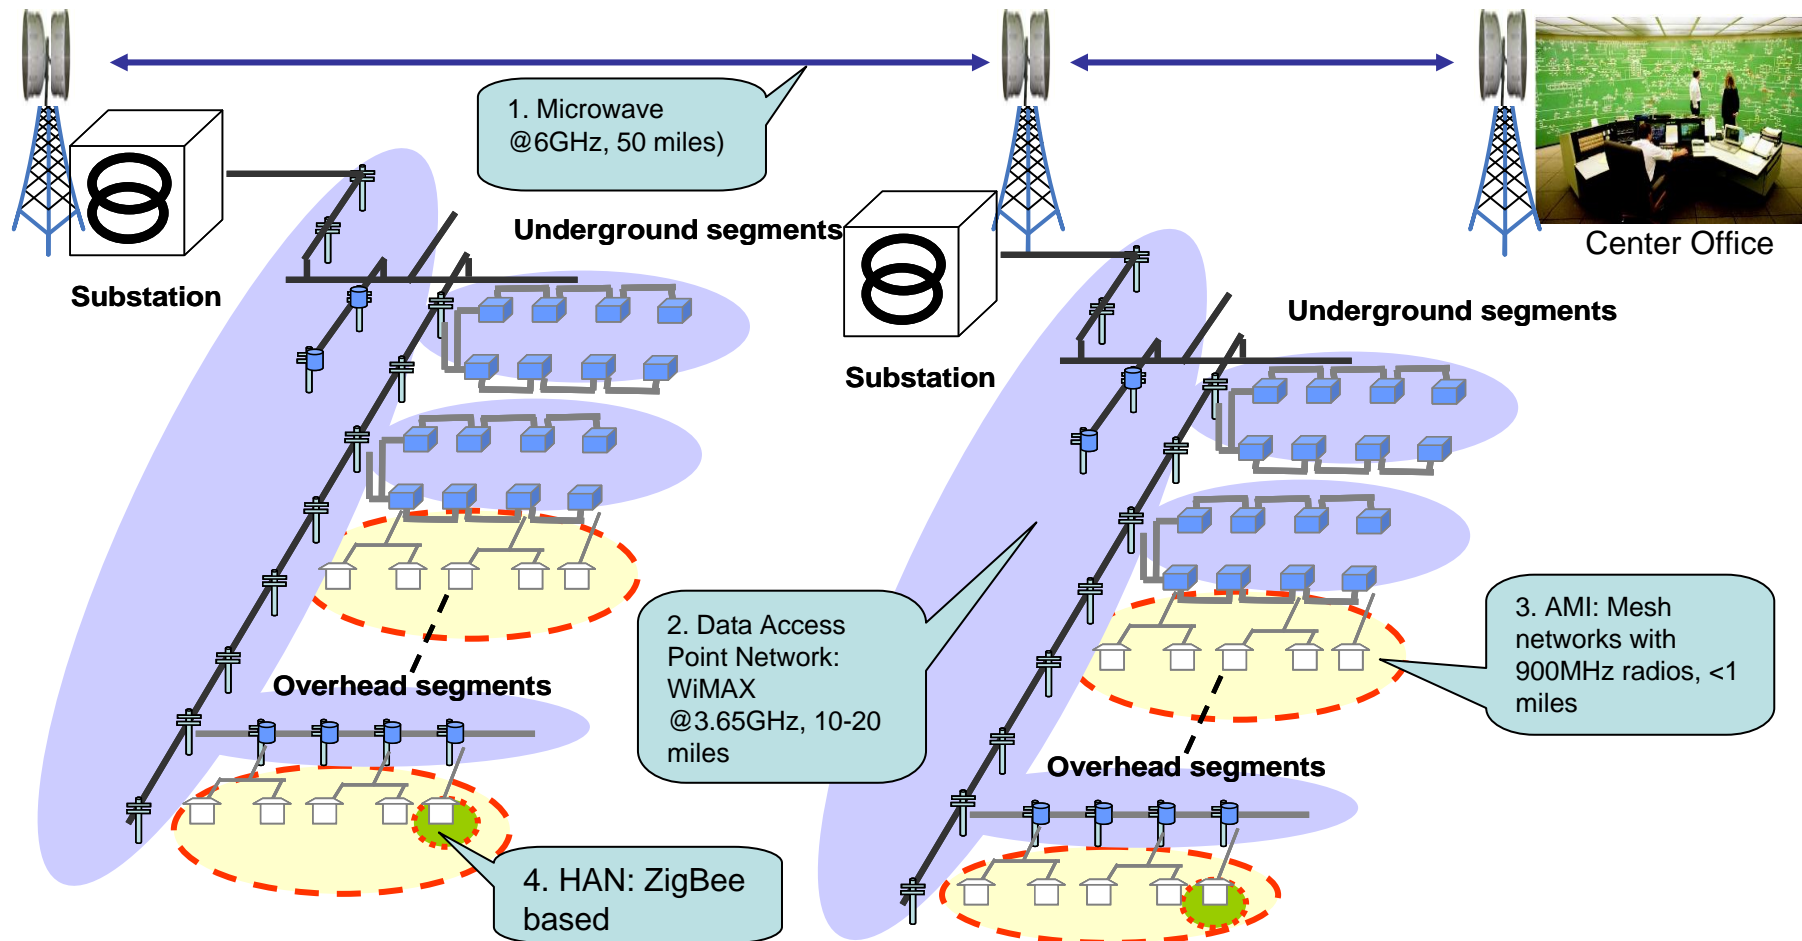 1. Microwave
@6GHz, 50 miles)
Underground segments
Center Office
Substation
Underground segments
Substation
2. Data Access
Point Network:
WiMAX
@3.65GHz, 10-20
miles
3. AMI: Mesh
networks with
900MHz radios, <1
miles
Overhead segments
Overhead segments
4. HAN: ZigBee
based